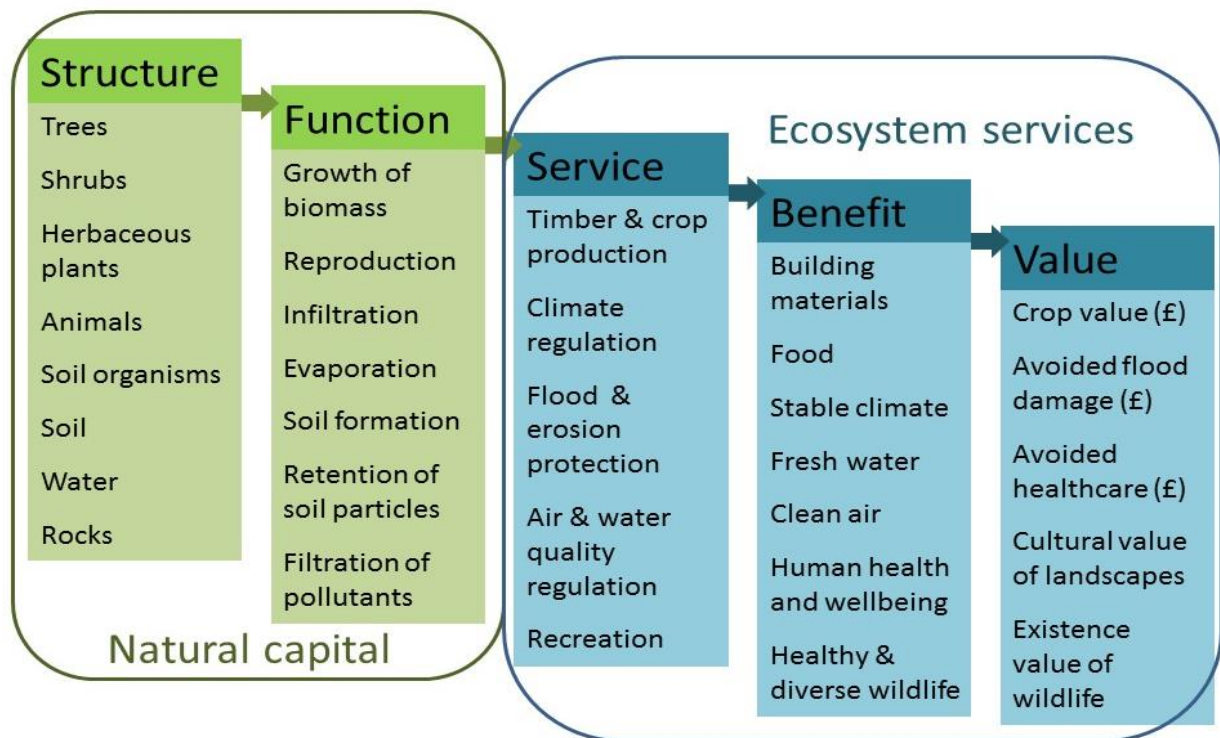 Structure
Trees
Shrubs
Herbaceous
plants
Animals
Soil organisms
Soil
Water
Rocks
Function
Growth of
biomass
Reproduction
Infiltration
Evaporation
Soil formation
Retention of
soil particles
Filtration of
pollutants
Natural capital
Ecosystem services
Service
Timber & crop
production
Climate
regulation
Flood &
erosion
protection
Air & water
quality
regulation
Recreation
Benefit
Building
materials
Food
Stable climate
Fresh water
Clean air
Human health
and wellbeing
Healthy &
diverse wildlife
Value
Crop value (£)
Avoided flood
damage (£)
Avoided
healthcare (£)
Cultural value
of landscapes
Existence
value of
wildlife